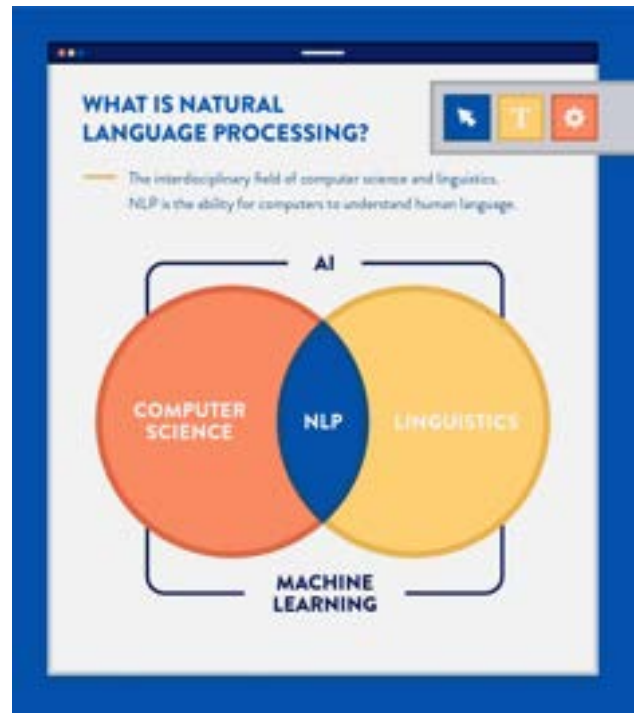 WHAT IS NATURAL
LANGUAGE PROCESSING?
T
The interdisciplinary field of computer science and linguistics.
NLP is the ability for computers to understand human language.
AI
COMPUTER
SCIENCE
NLP
LINGUISTICS
MACHINE
LEARNING